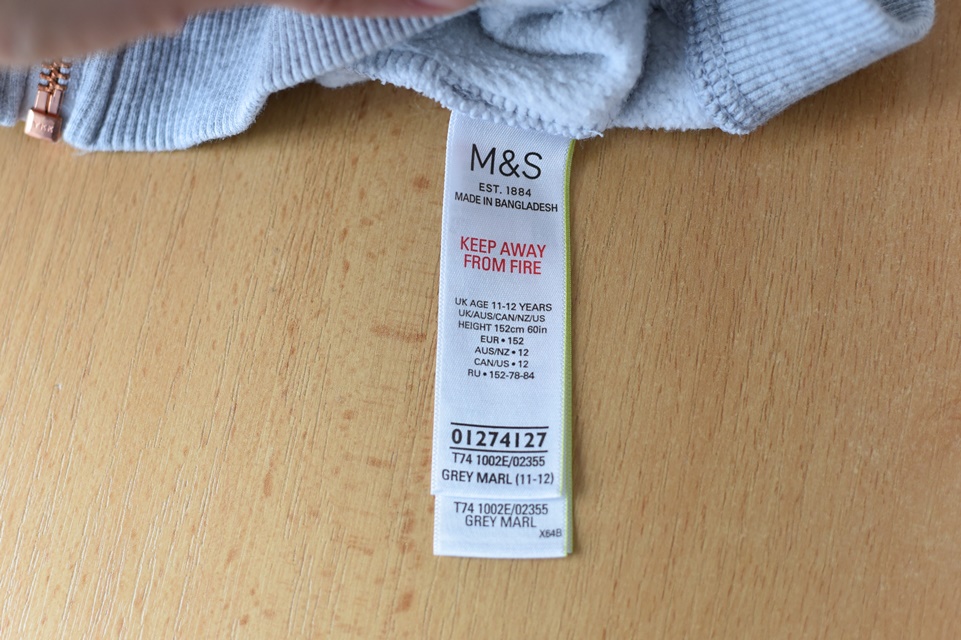 M&S
EST. 1884
MADE IN BANGLADESH
KEEP AWAY
FROM FIRE
UK AGE 11-12 YEARS
UK/AUS/CAN/NZ/US
HEIGHT 152cm 60in
EUR • 152
AUS/NZ • 12
CAN/US • 12
RU • 152-78-84
01274127
T74 1002E/02355
GREY MARL (11-12)
T74 1002E/02355
GREY MARL
X64B